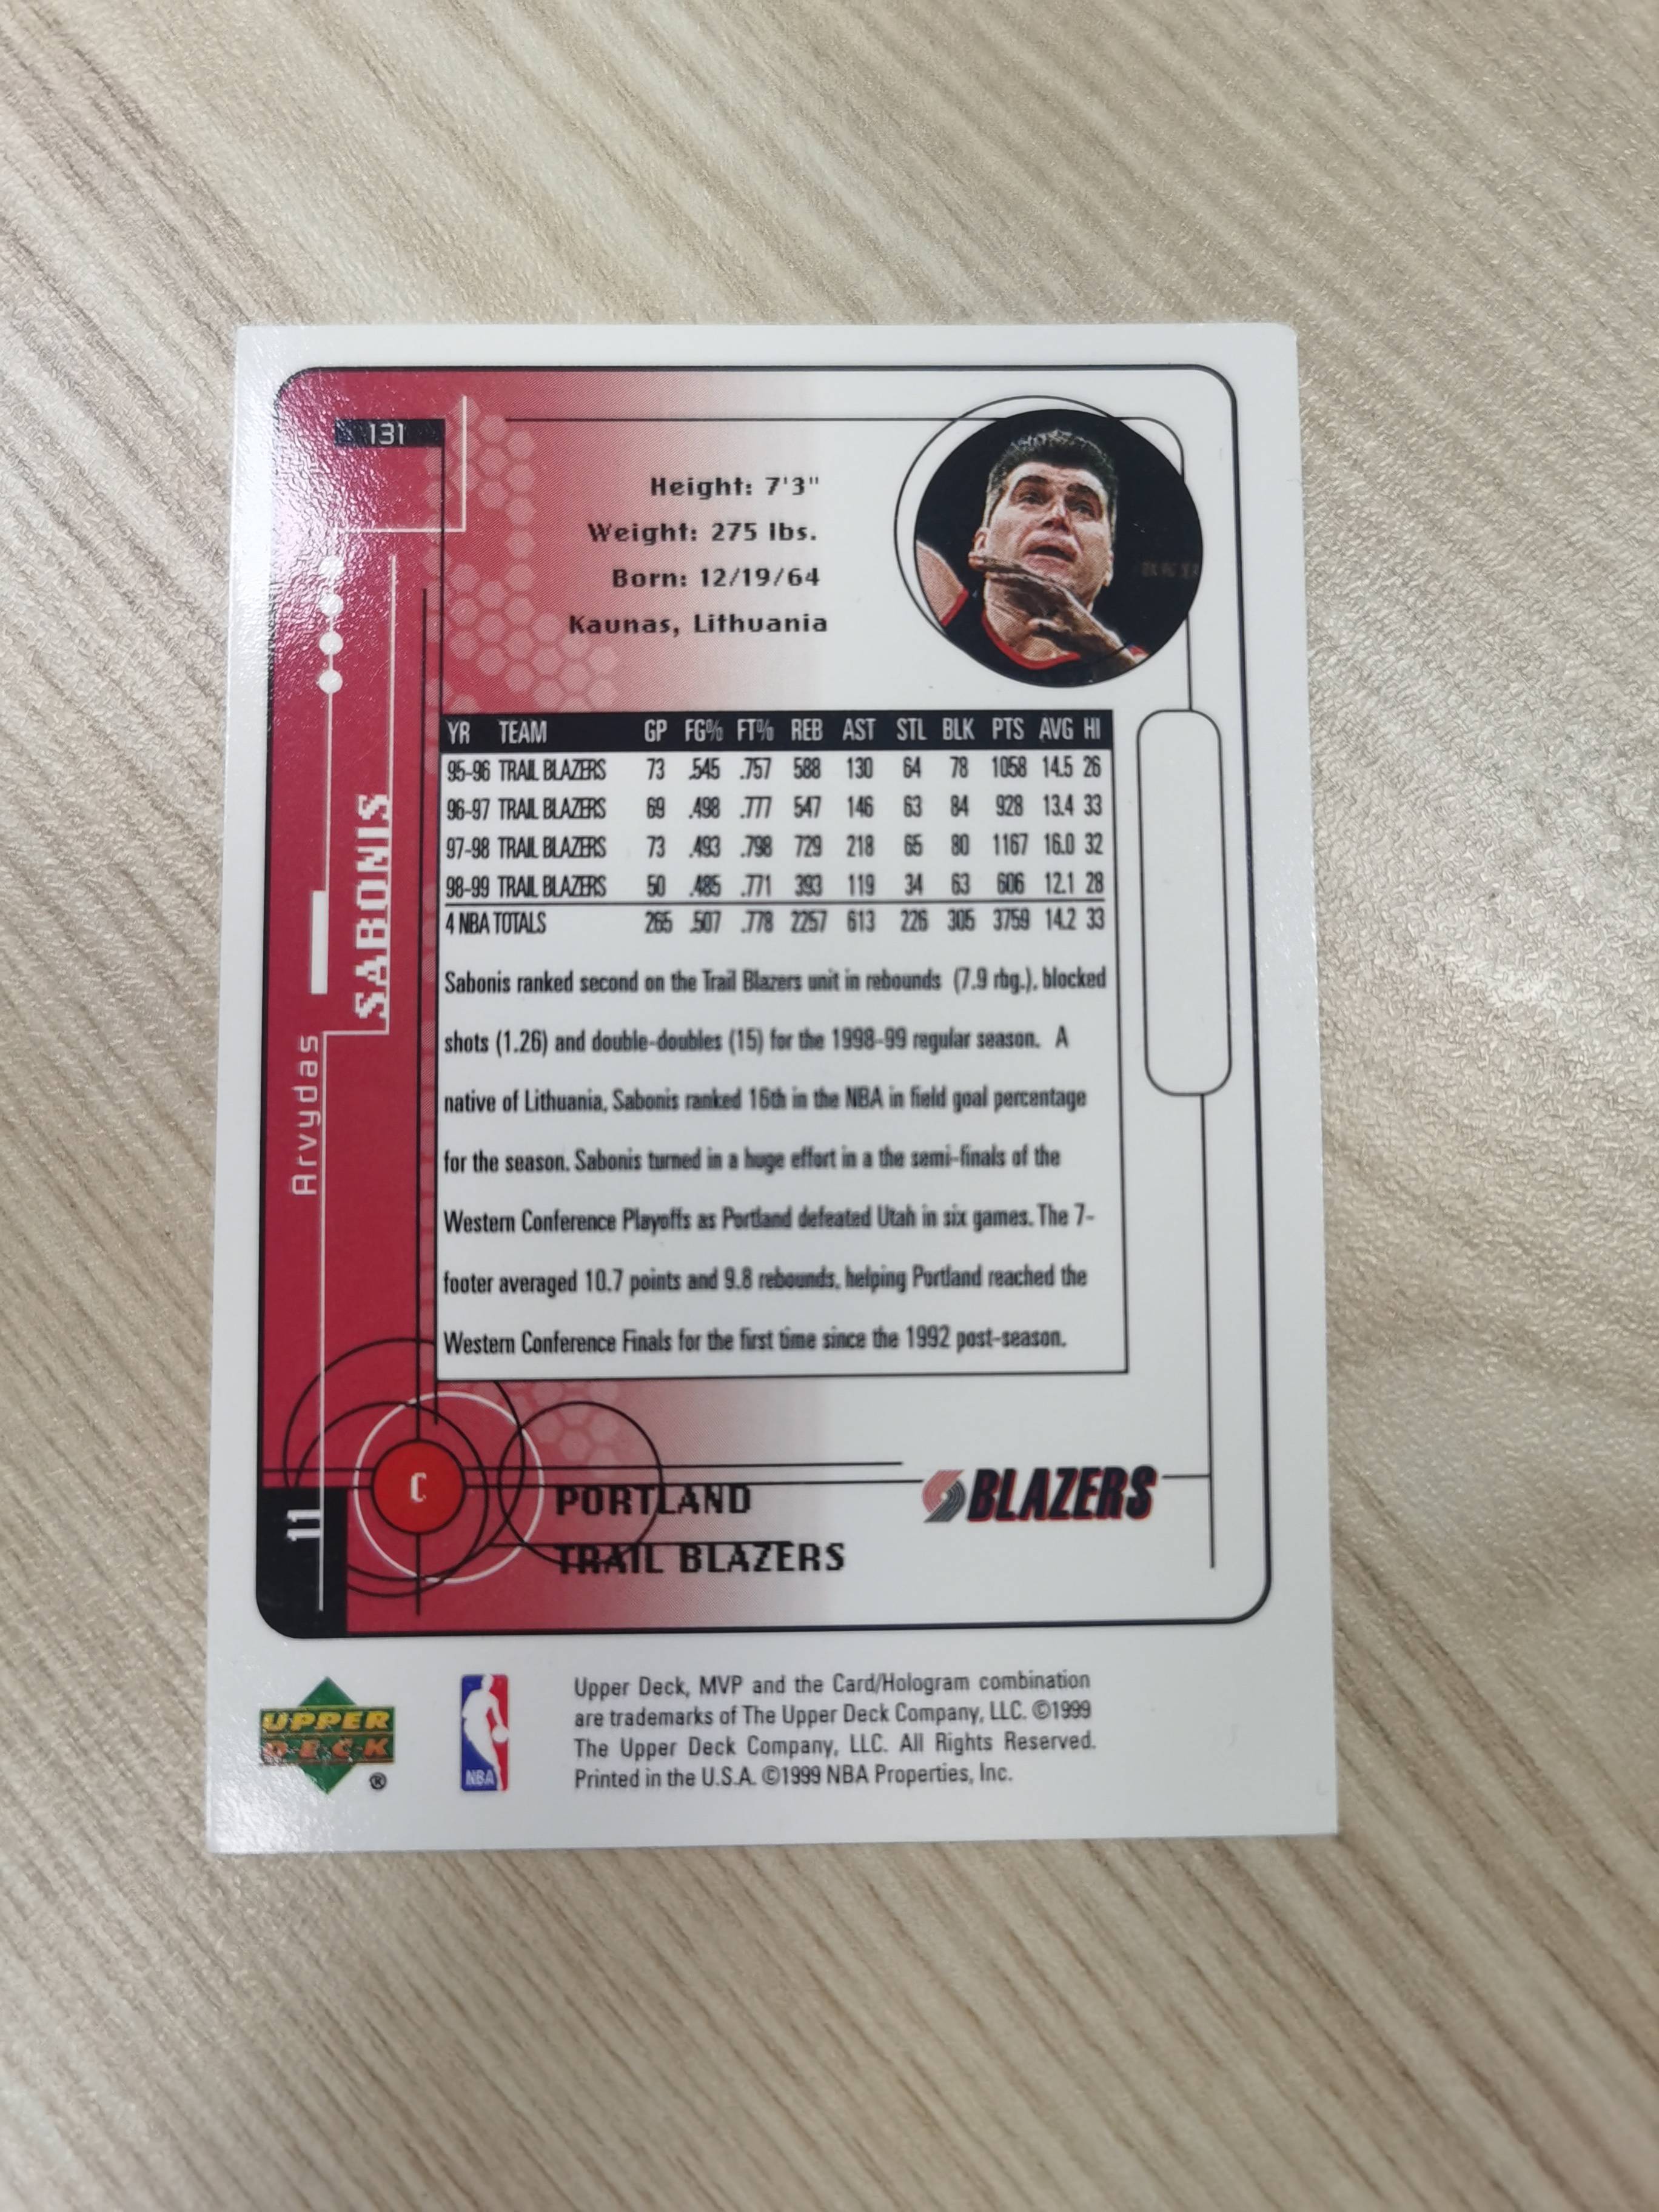 131
Height: 7'3"
Weight: 275 lbs.
Born: 12/19/64
Kaunas, Lithuania
YR TEAM GP FG% FT% REB AST STL BLK PTS AVG HI
95-96 TRAIL BLAZERS 73 .545 .757 588 130 64 78 1058 14.5 26
96-97 TRAIL BLAZERS 69 .498 .777 547 146 63 84 928 13.4 33
97-98 TRAIL BLAZERS 73 .493 .798 729 218 65 80 1167 16.0 32
98-99 TRAIL BLAZERS 50 .485 .771 393 119 34 63 606 12.1 28
4 NBA TOTALS 265 .507 .778 2257 613 226 305 3759 14.2 33
Arvydas
SABONIS
Sabonis ranked second on the Trail Blazers unit in rebounds (7.9 rbg.), blocked
shots (1.26) and double-doubles (15) for the 1998-99 regular season. A
native of Lithuania, Sabonis ranked 16th in the NBA in field goal percentage
for the season. Sabonis turned in a huge effort in a the semi-finals of the
Western Conference Playoffs as Portland defeated Utah in six games. The 7-
footer averaged 10.7 points and 9.8 rebounds, helping Portland reached the
Western Conference Finals for the first time since the 1992 post-season.
11
C
PORTLAND
TRAIL BLAZERS
BLAZERS
UPPER
DECK
®
NBA
Upper Deck, MVP and the Card/Hologram combination
are trademarks of The Upper Deck Company, LLC. ©1999
The Upper Deck Company, LLC. All Rights Reserved.
Printed in the U.S.A. ©1999 NBA Properties, Inc.